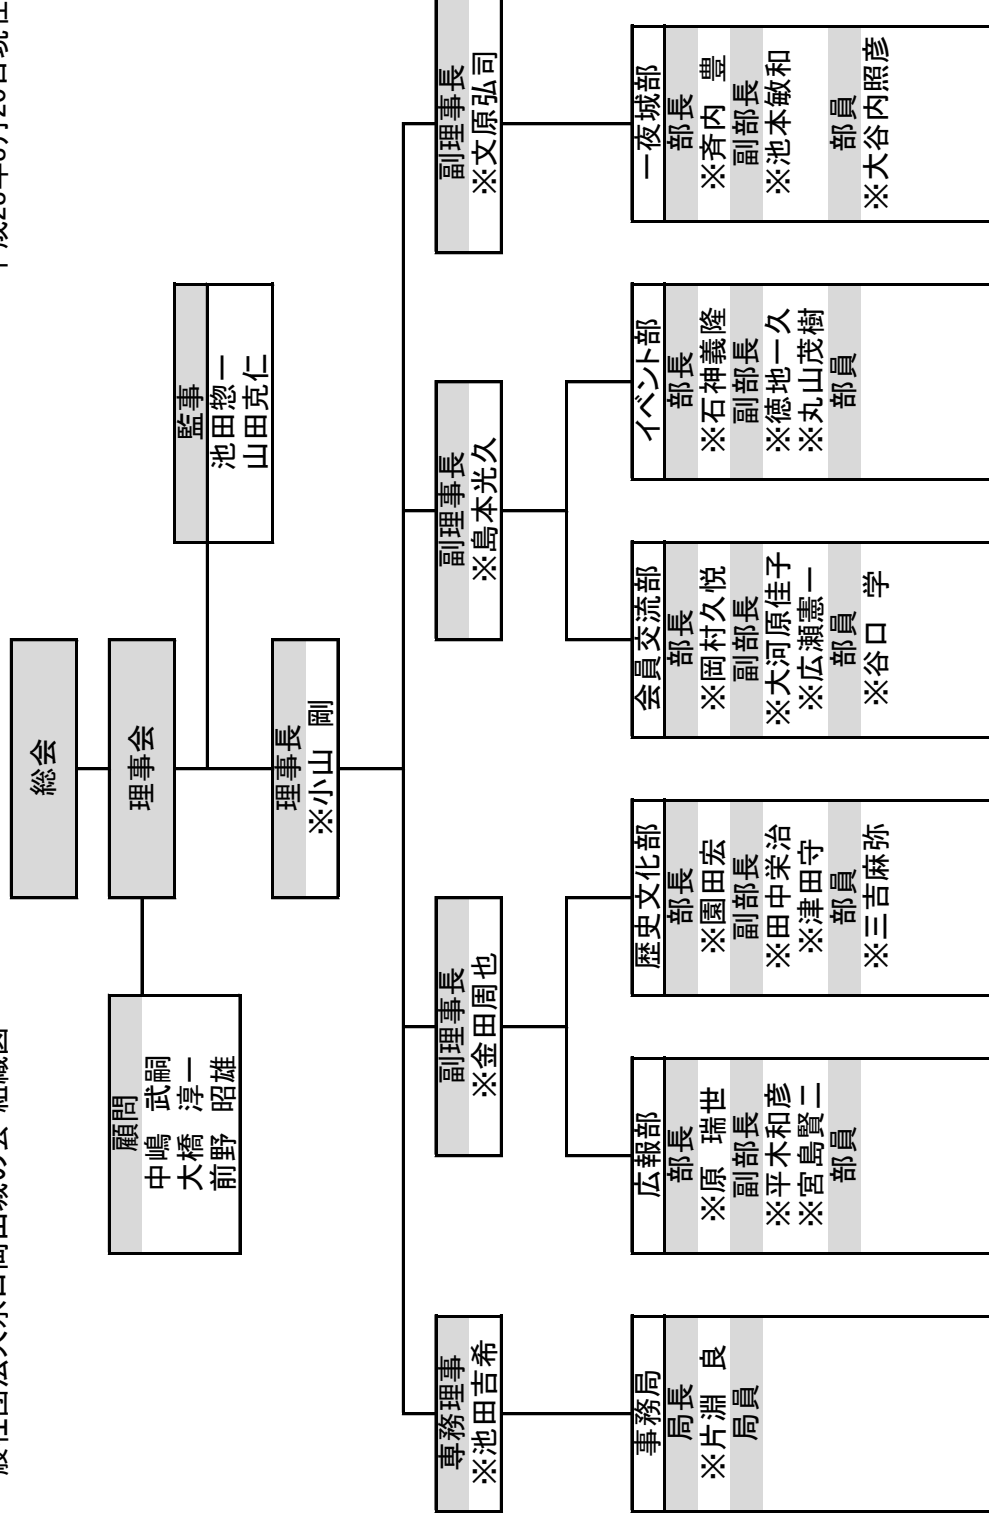 総会
理事会
監事
池田惣一
山田克仁
顧問
中嶋　武嗣
大橋　淳一
前野　昭雄
理事長
※小山　剛
専務理事
※池田吉希
副理事長
※金田周也
副理事長
※島本光久
副理事長
※文原弘司
事務局
局長
※片淵　良
局員
広報部
部長
※原　瑞世
副部長
※平木和彦
※宮島賢二
部員
歴史文化部
部長
※園田宏
副部長
※田中栄治
※津田守
部員
※三吉麻弥
会員交流部
部長
※岡村久悦
副部長
※大河原佳子
※広瀬憲一
部員
※谷口　学
イベント部
部長
※石神義隆
副部長
※徳地一久
※丸山茂樹
部員
一夜城部
部長
※斉内　豊
副部長
※池本敏和
部員
※大谷内照彦